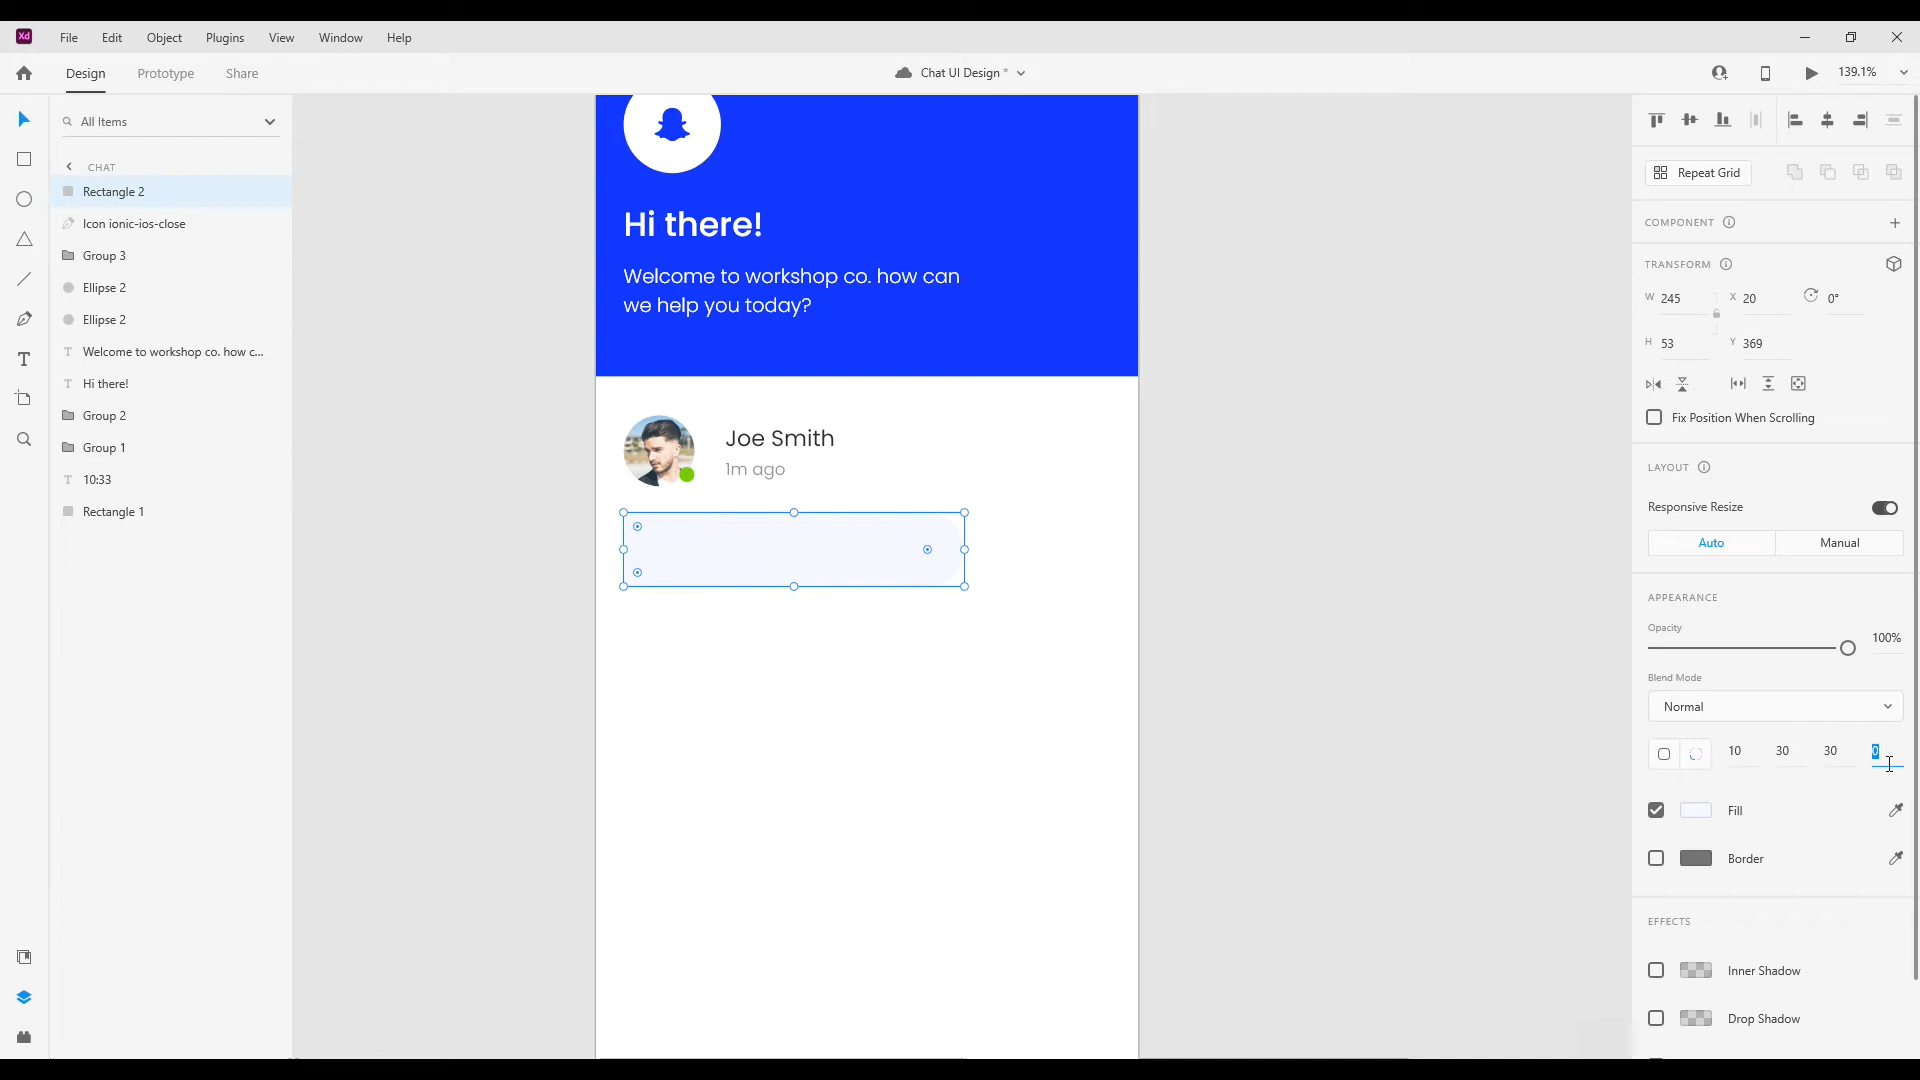 Xd File Edit Object Plugins View Window Help
Design Prototype Share Chat UI Design * 139.1%
All Items
CHAT
Rectangle 2
Icon ionic-ios-close
Group 3
Ellipse 2
Ellipse 2
Welcome to workshop co. how c...
Hi there!
Group 2
Group 1
10:33
Rectangle 1
Hi there!
Welcome to workshop co. how can
we help you today?
Joe Smith
1m ago
Repeat Grid
COMPONENT
TRANSFORM
W 245 X 20 0°
H 53 Y 369
Fix Position When Scrolling
LAYOUT
Responsive Resize
Auto Manual
APPEARANCE
Opacity
100%
Blend Mode
Normal
10 30 30 0
Fill
Border
EFFECTS
Inner Shadow
Drop Shadow